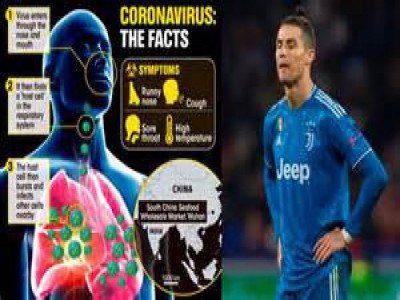 CORONAVIRUS:
THE FACTS
1 Virus enters
through the
nose and
mouth
SYMPTOMS
Runny
nose
Cough
Sore
throat
High
temperature
2 It then finds
a 'host cell' in
the respiratory
system
3 The host
cell then
bursts and
infects
other cells
nearby
CHINA
South China Seafood
Wholesale Market Wuhan
INDIA
Jeep